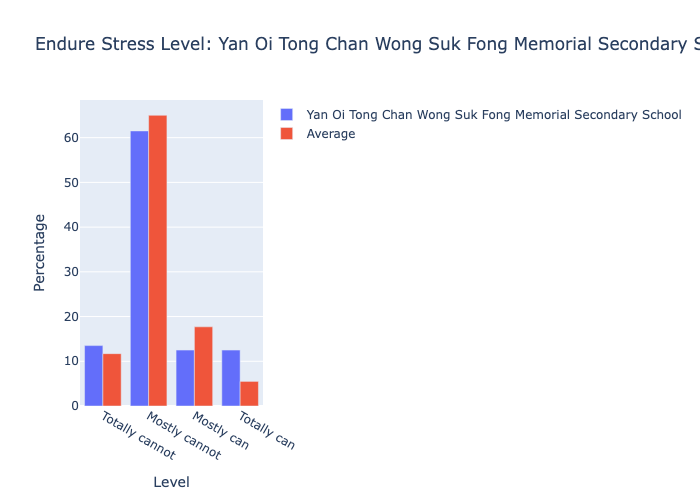 Endure Stress Level: Yan Oi Tong Chan Wong Suk Fong Memorial Secondary
Yan Oi Tong Chan Wong Suk Fong Memorial Secondary School
Average
Percentage
60
50
40
30
20
10
0
Totally cannot
Mostly cannot
Mostly can
Totally can
Level